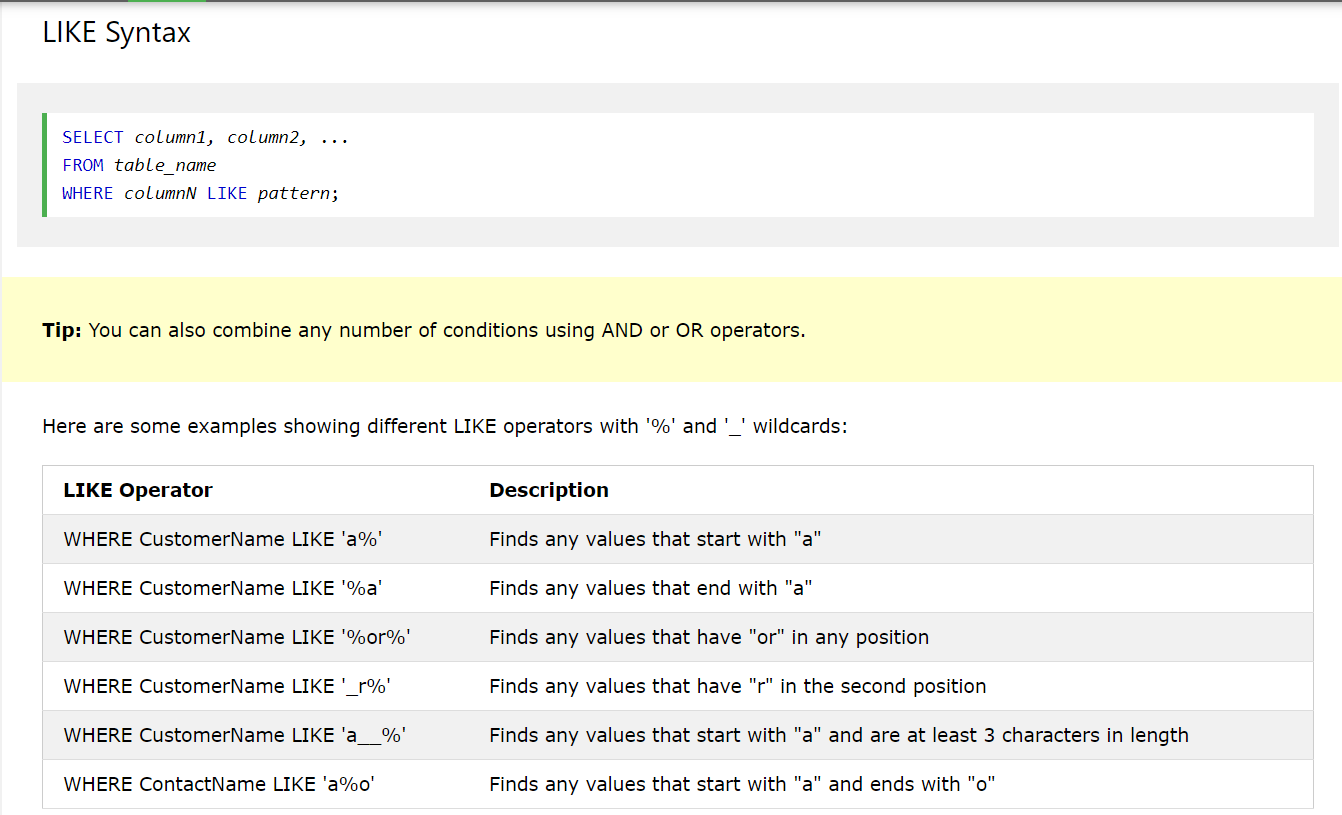 LIKE Syntax
SELECT column1, column2, ...
FROM table_name
WHERE columnN LIKE pattern;
Tip: You can also combine any number of conditions using AND or OR operators.
Here are some examples showing different LIKE operators with '%' and '_' wildcards:
LIKE Operator Description
WHERE CustomerName LIKE 'a%' Finds any values that start with "a"
WHERE CustomerName LIKE '%a' Finds any values that end with "a"
WHERE CustomerName LIKE '%or%' Finds any values that have "or" in any position
WHERE CustomerName LIKE '_r%' Finds any values that have "r" in the second position
WHERE CustomerName LIKE 'a__%' Finds any values that start with "a" and are at least 3 characters in length
WHERE ContactName LIKE 'a%o' Finds any values that start with "a" and ends with "o"